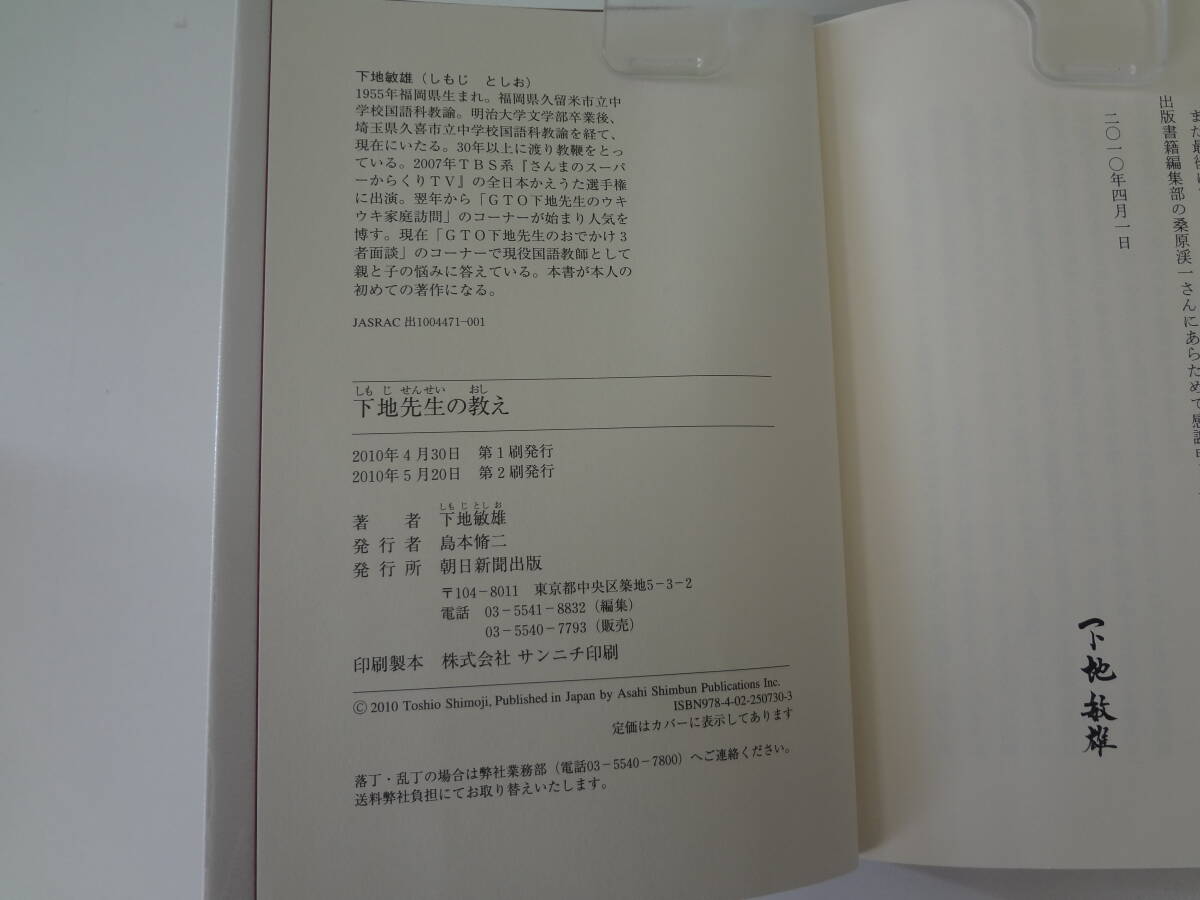 まだ最後に
出版書籍編集部の桑原渓一さんにあらためて感謝申
二〇一〇年四月一日
下地敏雄
下地敏雄（しもじ　としお）
1955年福岡県生まれ。福岡県久留米市立中
学校国語科教諭。明治大学文学部卒業後、
埼玉県久喜市立中学校国語科教諭を経て、
現在にいたる。30年以上に渡り教鞭をとっ
ている。2007年ＴＢＳ系『さんまのスーパ
ーからくりＴＶ』の全日本かえうた選手権
に出演。翌年から「ＧＴＯ下地先生のウキ
ウキ家庭訪問」のコーナーが始まり人気を
博す。現在「ＧＴＯ下地先生のおでかけ３
者面談」のコーナーで現役国語教師として
親と子の悩みに答えている。本書が本人の
初めての著作になる。
JASRAC 出1004471-001
しもじせんせい　おし
下地先生の教え
2010年４月30日　第１刷発行
2010年５月20日　第２刷発行
しもじとしお
著　者　下地敏雄
発行者　島本脩二
発行所　朝日新聞出版
〒104-8011　東京都中央区築地5-3-2
電話　03-5541-8832（編集）
03-5540-7793（販売）
印刷製本　株式会社 サンニチ印刷
© 2010 Toshio Shimoji, Published in Japan by Asahi Shimbun Publications Inc.
ISBN978-4-02-250730-3
定価はカバーに表示してあります
落丁・乱丁の場合は弊社業務部（電話03-5540-7800）へご連絡ください。
送料弊社負担にてお取り替えいたします。